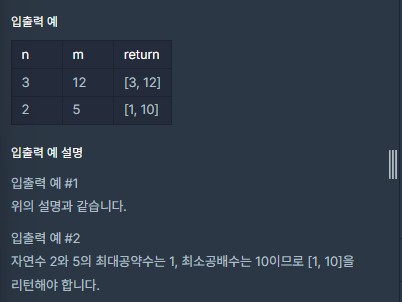 입출력 예
n m return
3 12 [3, 12]
2 5 [1, 10]
입출력 예 설명
입출력 예 #1
위의 설명과 같습니다.
입출력 예 #2
자연수 2와 5의 최대공약수는 1, 최소공배수는 10이므로 [1, 10]을
리턴해야 합니다.